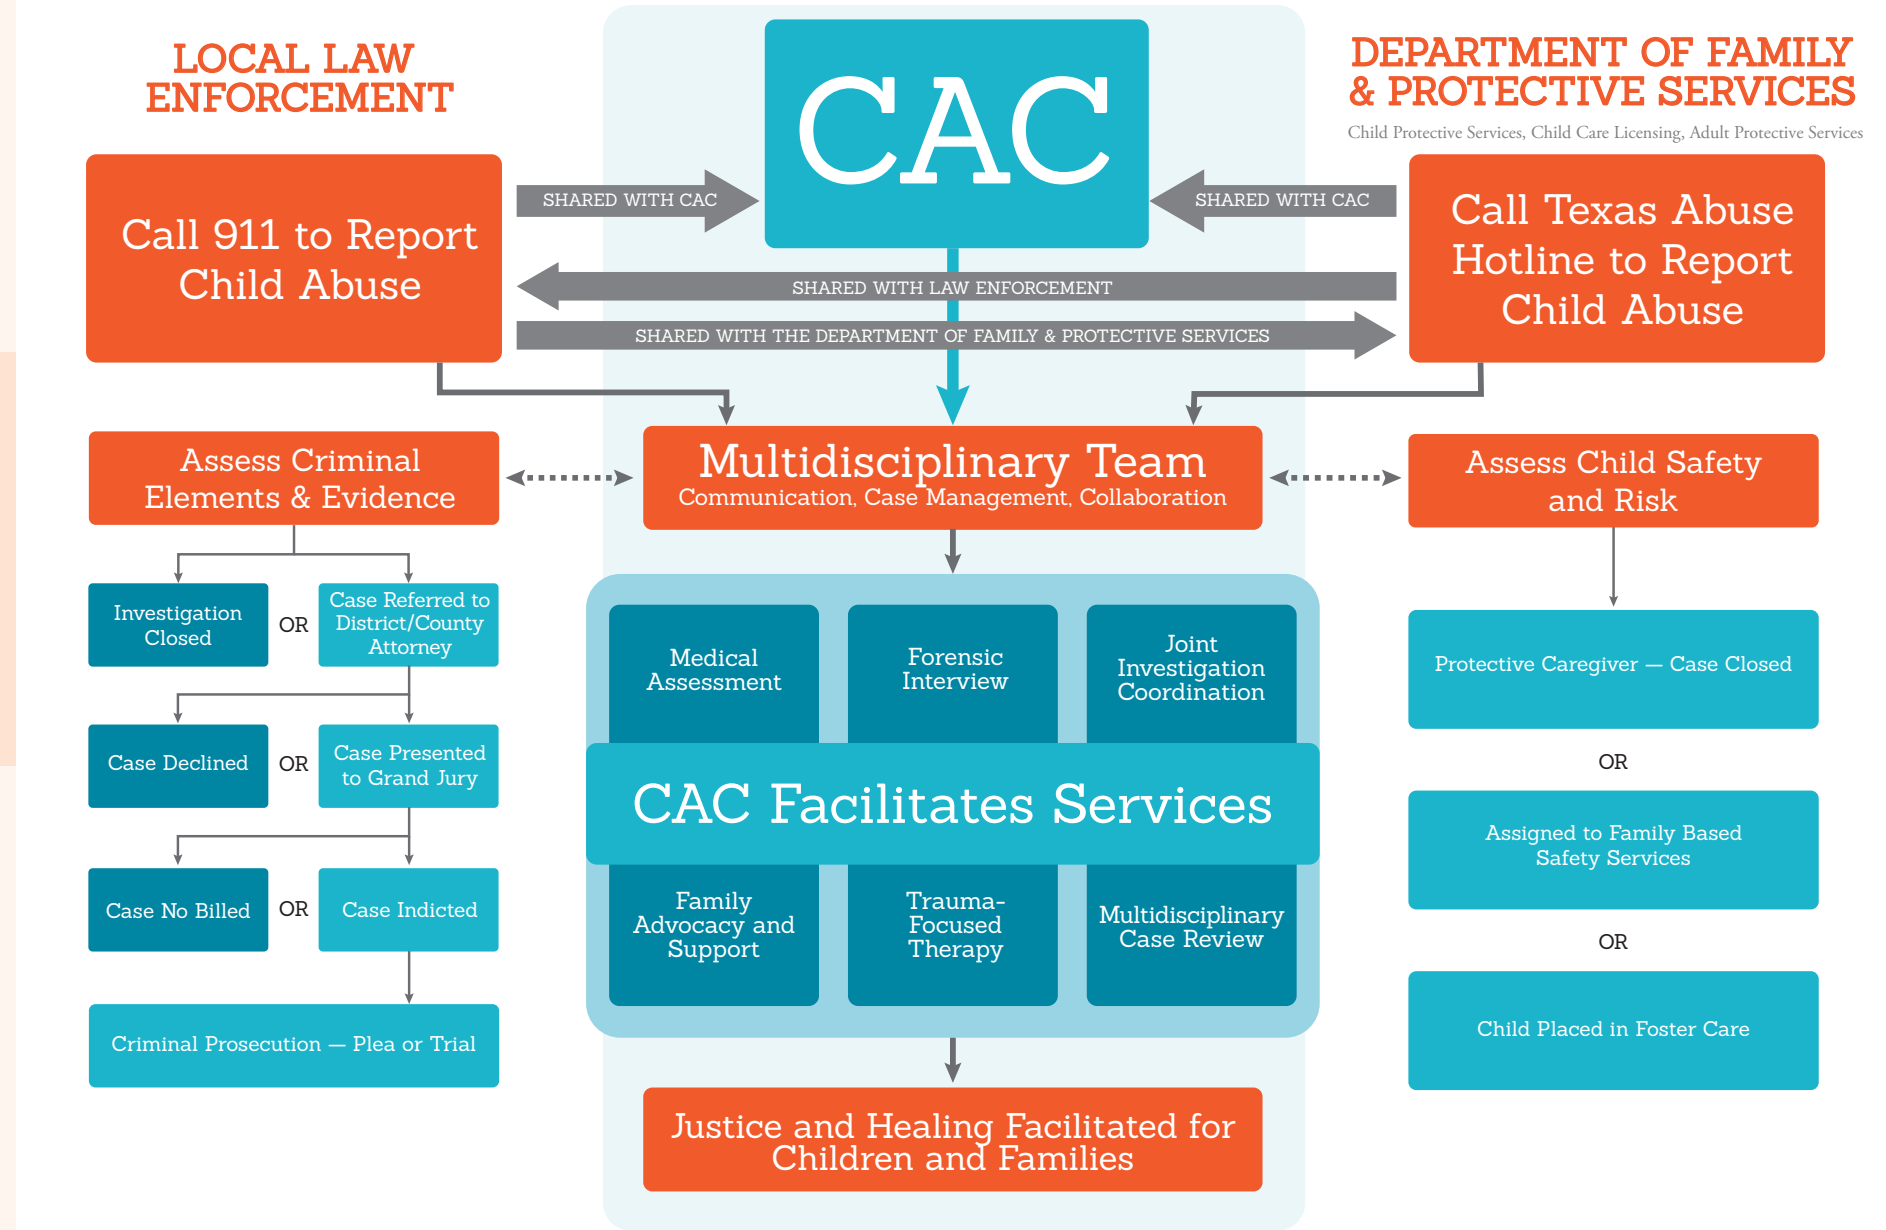 LOCAL LAW
ENFORCEMENT
CAC
DEPARTMENT OF FAMILY
& PROTECTIVE SERVICES
Child Protective Services, Child Care Licensing, Adult Protective Services
Call 911 to Report
Child Abuse
SHARED WITH CAC
SHARED WITH CAC
Call Texas Abuse
Hotline to Report
Child Abuse
SHARED WITH LAW ENFORCEMENT
SHARED WITH THE DEPARTMENT OF FAMILY & PROTECTIVE SERVICES
Assess Criminal
Elements & Evidence
Multidisciplinary Team
Communication, Case Management, Collaboration
Assess Child Safety
and Risk
Investigation
Closed
OR
Case Referred to
District/County
Attorney
Case Declined
OR
Case Presented
to Grand Jury
Case No Billed
OR
Case Indicted
Criminal Prosecution — Plea or Trial
Medical
Assessment
Forensic
Interview
Joint
Investigation
Coordination
CAC Facilitates Services
Family
Advocacy and
Support
Trauma-
Focused
Therapy
Multidisciplinary
Case Review
Justice and Healing Facilitated for
Children and Families
Protective Caregiver — Case Closed
OR
Assigned to Family Based
Safety Services
OR
Child Placed in Foster Care